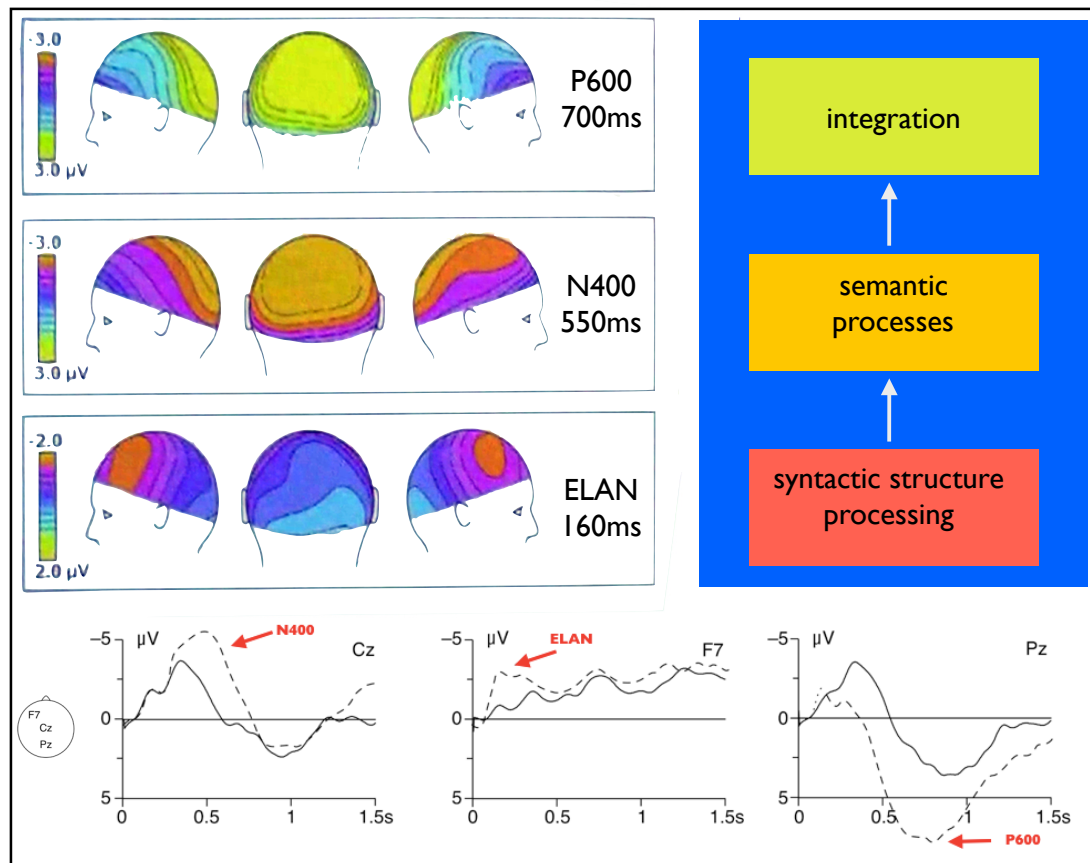 -3.0
3.0 µV
P600
700ms
-3.0
3.0 µV
N400
550ms
-2.0
2.0 µV
ELAN
160ms
integration
semantic
processes
syntactic structure
processing
F7
Cz
Pz
µV
–5
0
5
0
0.5
1
1.5s
N400
Cz
µV
–5
0
5
0
0.5
1
1.5s
ELAN
F7
µV
–5
0
5
0
0.5
1
1.5s
Pz
P600